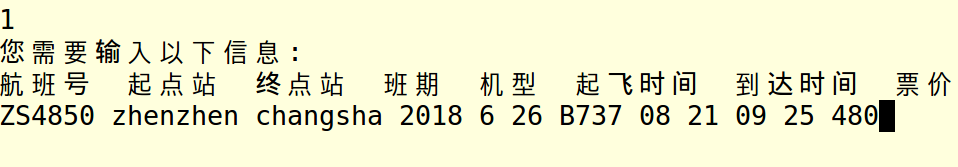 1
您需要输入以下信息:
航班号 起点站 终点站 班期 机型 起飞时间 到达时间 票价
ZS4850 zhenzhen changsha 2018 6 26 B737 08 21 09 25 480